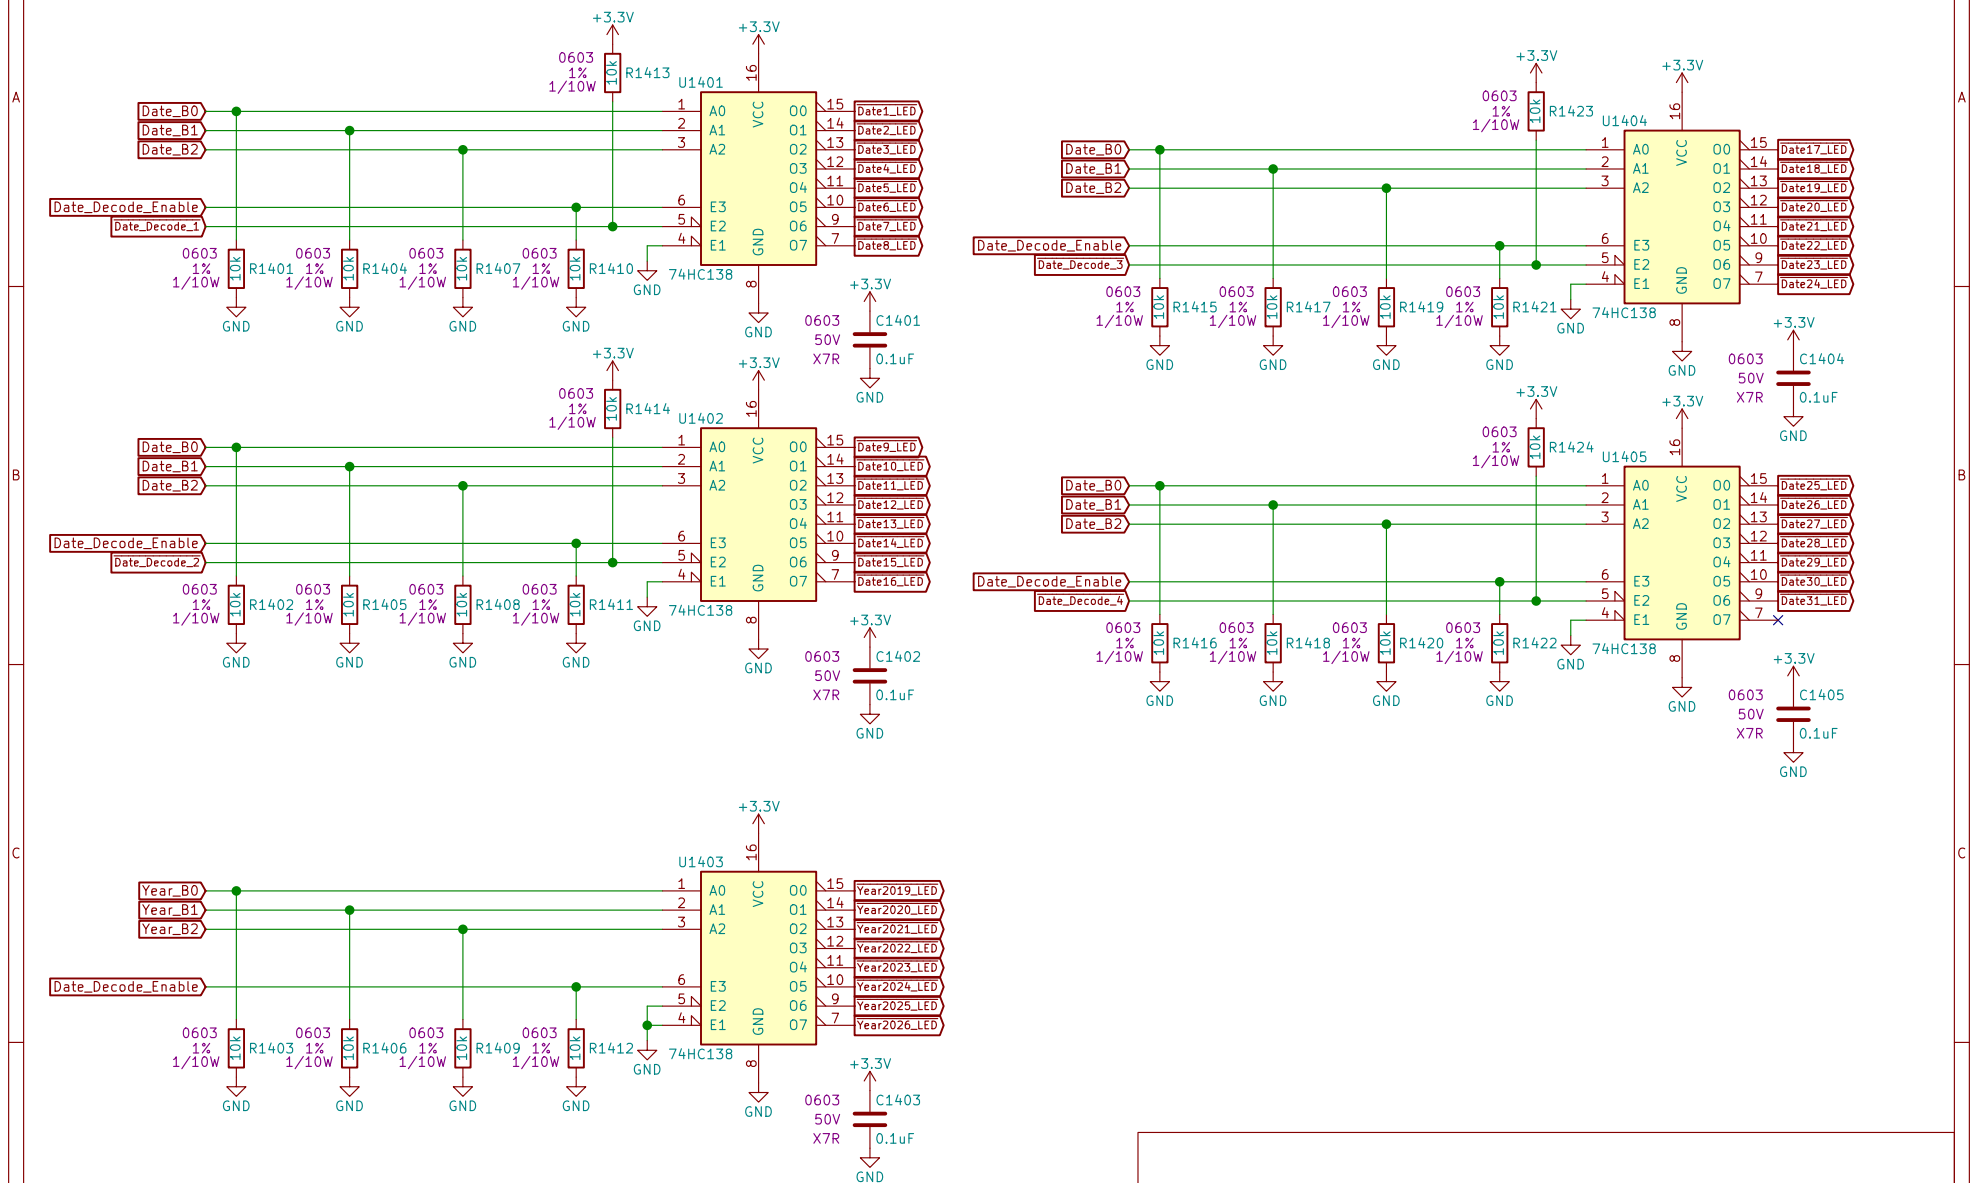 A
A
B
B
C
C
+3.3V
0603
1%
1/10W
10k
R1413
+3.3V
16
U1401
Date_B0
Date_B1
Date_B2
Date_Decode_Enable
Date_Decode_1
1 A0
2 A1
3 A2
6 E3
5 E2
4 E1
VCC
GND
O0 15 Date1_LED
O1 14 Date2_LED
O2 13 Date3_LED
O3 12 Date4_LED
O4 11 Date5_LED
O5 10 Date6_LED
O6 9 Date7_LED
O7 7 Date8_LED
74HC138
8
GND
GND
0603 1% 1/10W 10k R1401 GND
0603 1% 1/10W 10k R1404 GND
0603 1% 1/10W 10k R1407 GND
0603 1% 1/10W 10k R1410 GND
+3.3V
0603
50V
X7R
C1401
0.1uF
GND
+3.3V
0603
1%
1/10W
10k
R1414
+3.3V
16
U1402
Date_B0
Date_B1
Date_B2
Date_Decode_Enable
Date_Decode_2
1 A0
2 A1
3 A2
6 E3
5 E2
4 E1
VCC
GND
O0 15 Date9_LED
O1 14 Date10_LED
O2 13 Date11_LED
O3 12 Date12_LED
O4 11 Date13_LED
O5 10 Date14_LED
O6 9 Date15_LED
O7 7 Date16_LED
74HC138
8
GND
GND
0603 1% 1/10W 10k R1402 GND
0603 1% 1/10W 10k R1405 GND
0603 1% 1/10W 10k R1408 GND
0603 1% 1/10W 10k R1411 GND
+3.3V
0603
50V
X7R
C1402
0.1uF
GND
+3.3V
16
U1403
Year_B0
Year_B1
Year_B2
Date_Decode_Enable
1 A0
2 A1
3 A2
6 E3
5 E2
4 E1
VCC
GND
O0 15 Year2019_LED
O1 14 Year2020_LED
O2 13 Year2021_LED
O3 12 Year2022_LED
O4 11 Year2023_LED
O5 10 Year2024_LED
O6 9 Year2025_LED
O7 7 Year2026_LED
74HC138
8
GND
GND
0603 1% 1/10W 10k R1403 GND
0603 1% 1/10W 10k R1406 GND
0603 1% 1/10W 10k R1409 GND
0603 1% 1/10W 10k R1412 GND
+3.3V
0603
50V
X7R
C1403
0.1uF
GND
+3.3V
0603
1%
1/10W
10k
R1423
+3.3V
16
U1404
Date_B0
Date_B1
Date_B2
Date_Decode_Enable
Date_Decode_3
1 A0
2 A1
3 A2
6 E3
5 E2
4 E1
VCC
GND
O0 15 Date17_LED
O1 14 Date18_LED
O2 13 Date19_LED
O3 12 Date20_LED
O4 11 Date21_LED
O5 10 Date22_LED
O6 9 Date23_LED
O7 7 Date24_LED
74HC138
8
GND
GND
0603 1% 1/10W 10k R1415 GND
0603 1% 1/10W 10k R1417 GND
0603 1% 1/10W 10k R1419 GND
0603 1% 1/10W 10k R1421 GND
+3.3V
0603
50V
X7R
C1404
0.1uF
GND
+3.3V
0603
1%
1/10W
10k
R1424
+3.3V
16
U1405
Date_B0
Date_B1
Date_B2
Date_Decode_Enable
Date_Decode_4
1 A0
2 A1
3 A2
6 E3
5 E2
4 E1
VCC
GND
O0 15 Date25_LED
O1 14 Date26_LED
O2 13 Date27_LED
O3 12 Date28_LED
O4 11 Date29_LED
O5 10 Date30_LED
O6 9 Date31_LED
O7 7
74HC138
8
GND
GND
0603 1% 1/10W 10k R1416 GND
0603 1% 1/10W 10k R1418 GND
0603 1% 1/10W 10k R1420 GND
0603 1% 1/10W 10k R1422 GND
+3.3V
0603
50V
X7R
C1405
0.1uF
GND